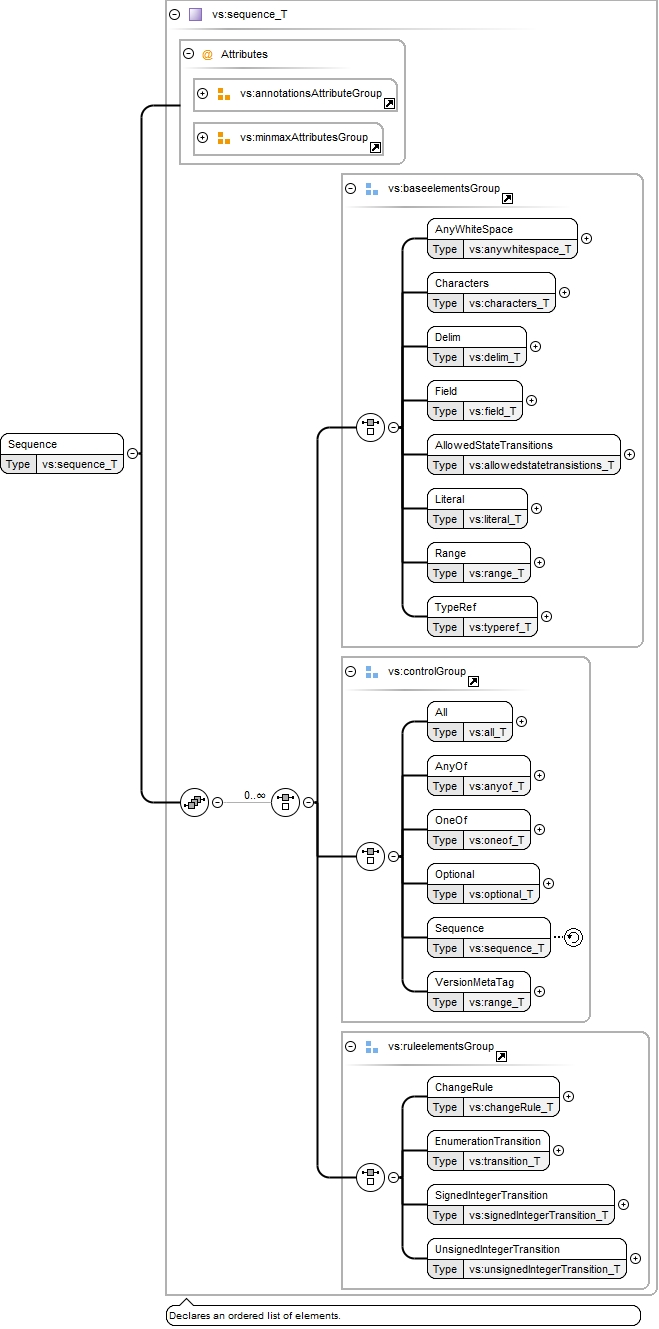 vs:sequence_T
@ Attributes
vs:annotationsAttributeGroup
vs:minmaxAttributesGroup
vs:baseelementsGroup
AnyWhiteSpace
Type vs:anywhitespace_T
Characters
Type vs:characters_T
Delim
Type vs:delim_T
Field
Type vs:field_T
Sequence
Type vs:sequence_T
AllowedStateTransitions
Type vs:allowedstatetranstistions_T
Literal
Type vs:literal_T
Range
Type vs:range_T
TypeRef
Type vs:typeref_T
vs:controlGroup
All
Type vs:all_T
AnyOf
Type vs:anyof_T
0..∞
OneOf
Type vs:oneof_T
Optional
Type vs:optional_T
Sequence
Type vs:sequence_T
VersionMetaTag
Type vs:range_T
vs:ruleelementsGroup
ChangeRule
Type vs:changeRule_T
EnumerationTransition
Type vs:transition_T
SignedIntegerTransition
Type vs:signedIntegerTransition_T
UnsignedIntegerTransition
Type vs:unsignedIntegerTransition_T
Declares an ordered list of elements.